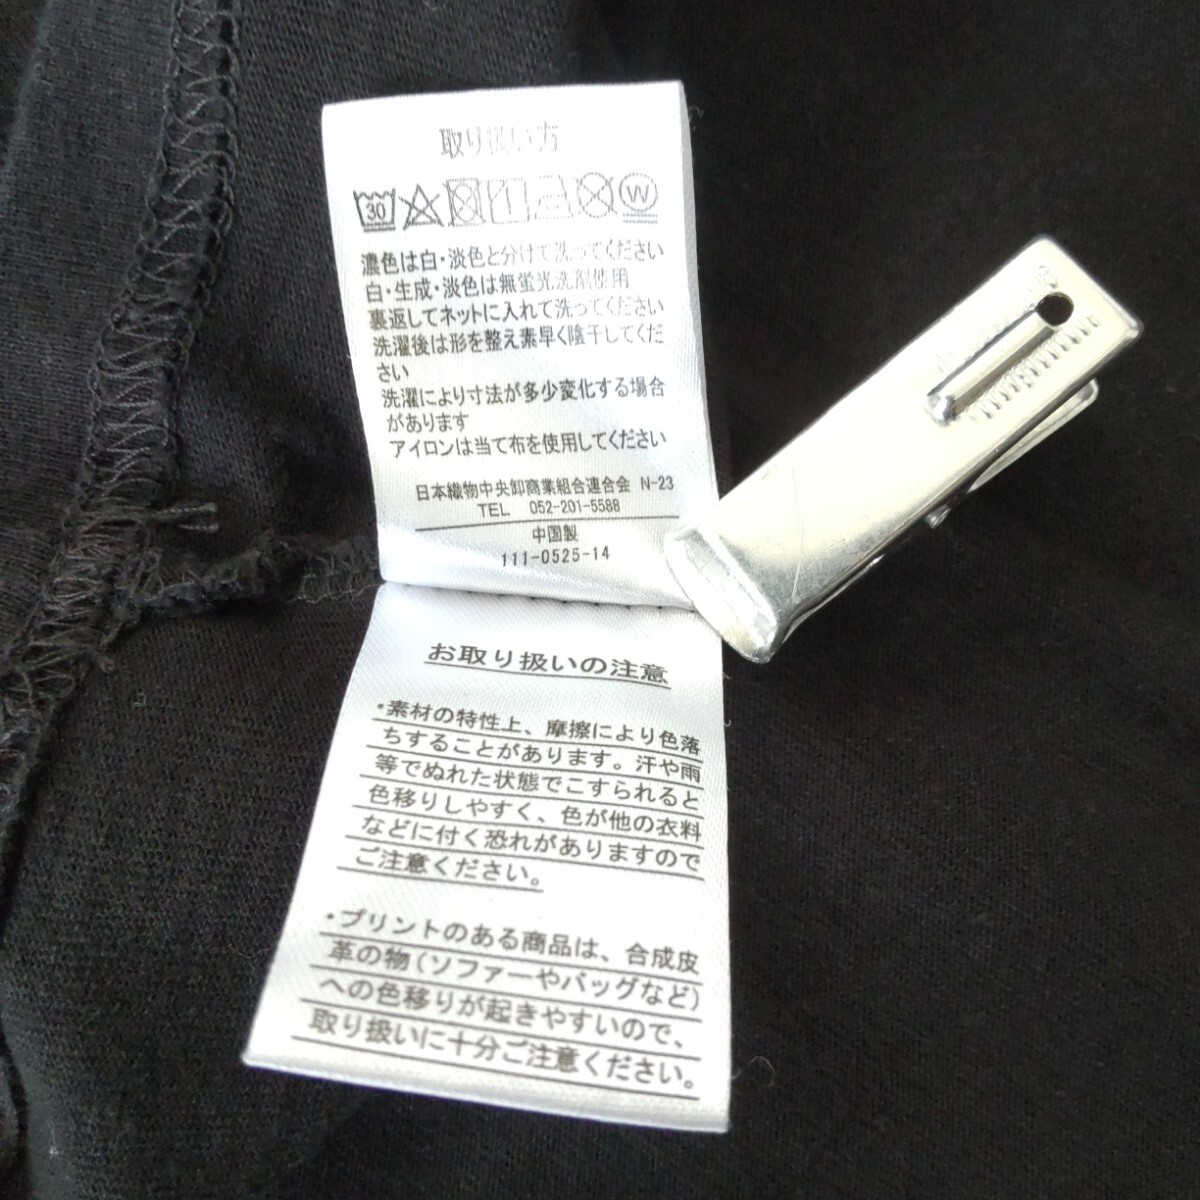 取り扱い方
30
W
濃色は白・淡色と分けて洗ってください
白・生成・淡色は無蛍光洗剤使用
裏返してネットに入れて洗ってください
洗濯後は形を整え素早く陰干してくだ
さい
洗濯により寸法が多少変化する場合
があります
アイロンは当て布を使用してください
日本織物中央卸商業組合連合会 N-23
TEL 052-201-5588
中国製
111-0525-14
お取り扱いの注意
・素材の特性上、摩擦により色落
ちすることがあります。汗や雨
等でぬれた状態でこすられると
色移りしやすく、色が他の衣料
などに付く恐れがありますので
ご注意ください。
・プリントのある商品は、合成皮
革の物(ソファーやバッグなど)
への色移りが起きやすいので、
取り扱いに十分ご注意ください。